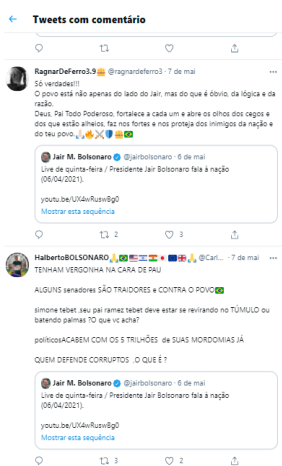 Tweets com comentário
RagnarDeFerro3.9 @ragnardeferro3 · 7 de mai
Só verdades!!!
O povo está não apenas do lado do Jair, mas do que é óbvio, da lógica e da
razão.
Deus, Pai Todo Poderoso, fortalece a cada um e abre os olhos dos cegos e
dos que estão alheios, faz nos fortes e nos proteja dos inimigos da nação e
do teu povo.🙏🔥⚔️🛡️👑🇧🇷
Jair M. Bolsonaro @jairbolsonaro · 6 de mai
Live de quinta-feira / Presidente Jair Bolsonaro fala à nação
(06/04/2021).
youtu.be/UX4wRuswBg0
Mostrar esta sequência
2 3
HalbertoBOLSONARO @Carl... · 7 de mai
TENHAM VERGONHA NA CARA DE PAU
ALGUNS senadores SÃO TRAIDORES e CONTRA O POVO🇧🇷
simone tebet ,seu pai ramez tebet deve estar se revirando no TÚMULO ou
batendo palmas ?O que vc acha?
políticosACABEM COM OS 5 TRILHÕES de SUAS MORDOMIAS JÁ
QUEM DEFENDE CORRUPTOS ,O QUE É ?
Jair M. Bolsonaro @jairbolsonaro · 6 de mai
Live de quinta-feira / Presidente Jair Bolsonaro fala à nação
(06/04/2021).
youtu.be/UX4wRuswBg0
Mostrar esta sequência
3 2